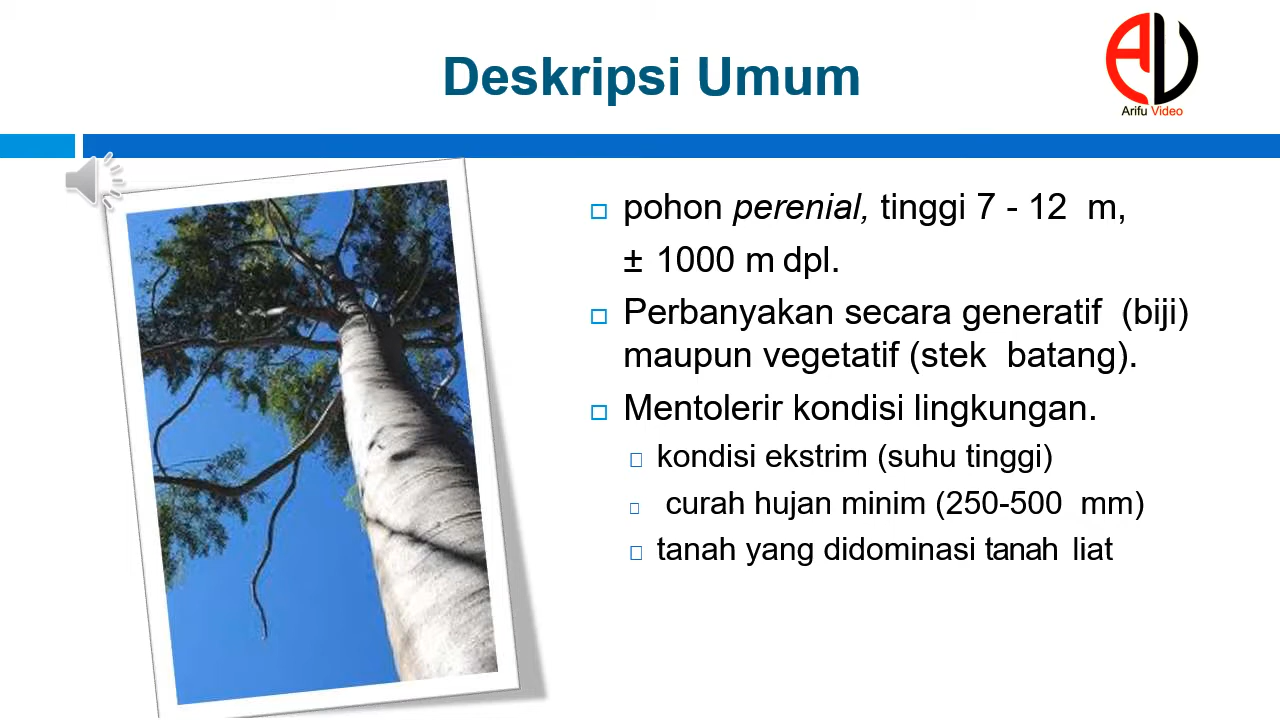 Deskripsi Umum
AV
Arifu Video
pohon perenial, tinggi 7 - 12 m,
± 1000 m dpl.
Perbanyakan secara generatif (biji)
maupun vegetatif (stek batang).
Mentolerir kondisi lingkungan.
kondisi ekstrim (suhu tinggi)
curah hujan minim (250-500 mm)
tanah yang didominasi tanah liat